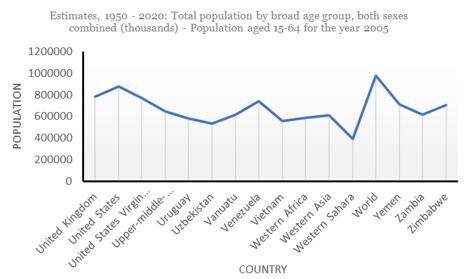 Estimates, 1950 - 2020: Total population by broad age group, both sexes
combined (thousands) - Population aged 15-64 for the year 2005
1200000
1000000
800000
600000
400000
200000
0
POPULATION
United Kingdom
United States
United States Virgin…
Upper-middle-…
Uruguay
Uzbekistan
Vanuatu
Venezuela
Vietnam
Western Africa
Western Asia
Western Sahara
World
Yemen
Zambia
Zimbabwe
COUNTRY